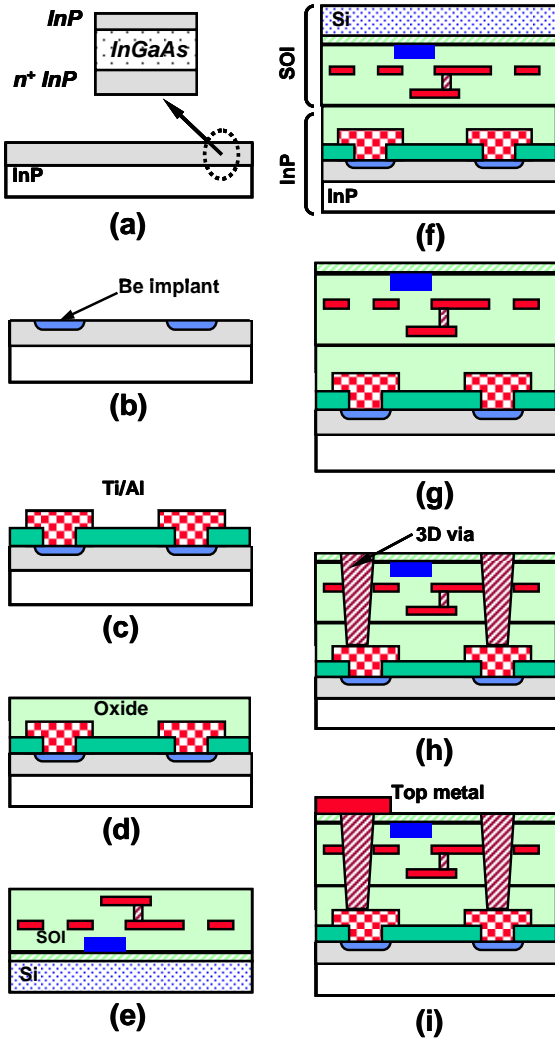 InP
InGaAs
n+ InP
InP
(a)
Be implant
(b)
Ti/Al
(c)
Oxide
(d)
SOI
Si
(e)
Si
SOI
InP
InP
(f)
(g)
3D via
(h)
Top metal
(i)